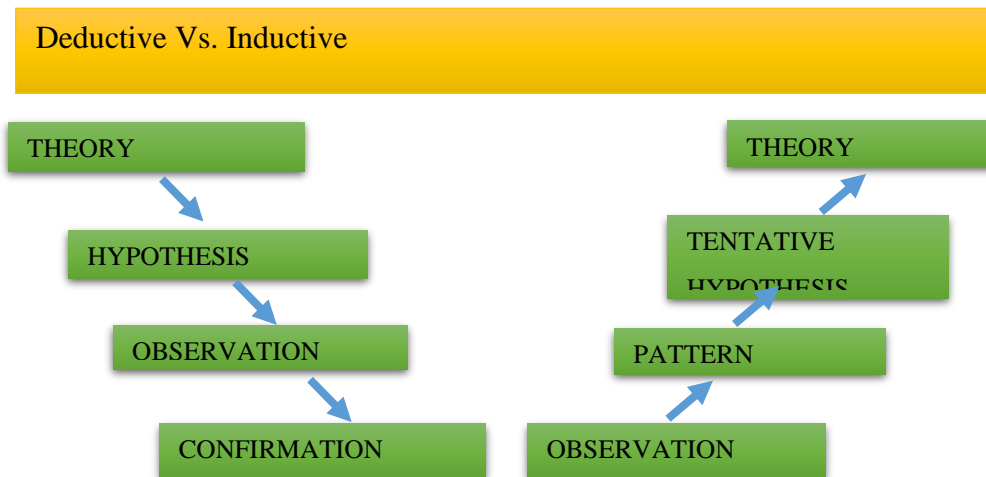 Deductive Vs. Inductive
THEORY
HYPOTHESIS
OBSERVATION
CONFIRMATION
THEORY
TENTATIVE
HYPOTHESIS
PATTERN
OBSERVATION